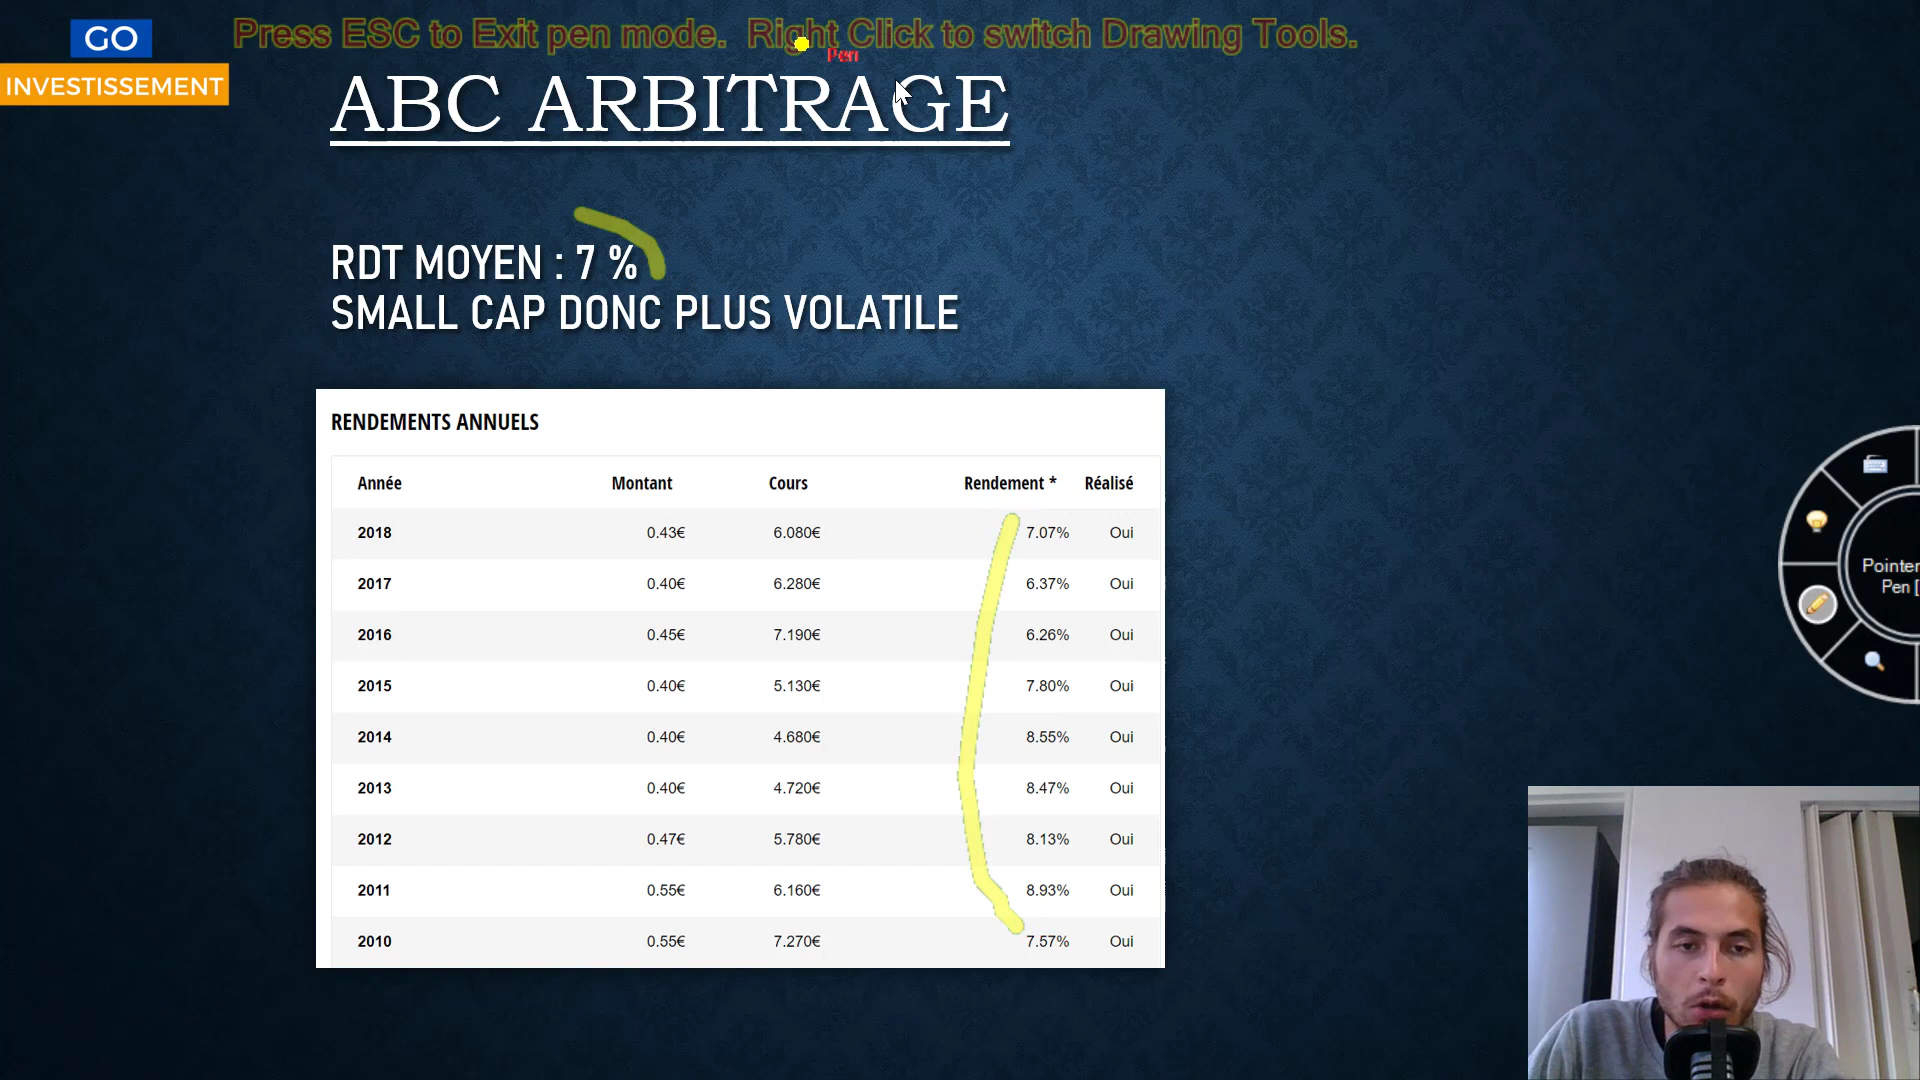 GO
INVESTISSEMENT
Press ESC to Exit pen mode. Right Click to switch Drawing Tools.
Pen
ABC ARBITRAGE
RDT MOYEN : 7 %
SMALL CAP DONC PLUS VOLATILE
RENDEMENTS ANNUELS
Année Montant Cours Rendement * Réalisé
2018 0.43€ 6.080€ 7.07% Oui
2017 0.40€ 6.280€ 6.37% Oui
2016 0.45€ 7.190€ 6.26% Oui
2015 0.40€ 5.130€ 7.80% Oui
2014 0.40€ 4.680€ 8.55% Oui
2013 0.40€ 4.720€ 8.47% Oui
2012 0.47€ 5.780€ 8.13% Oui
2011 0.55€ 6.160€ 8.93% Oui
2010 0.55€ 7.270€ 7.57% Oui
Pointer
Pen [